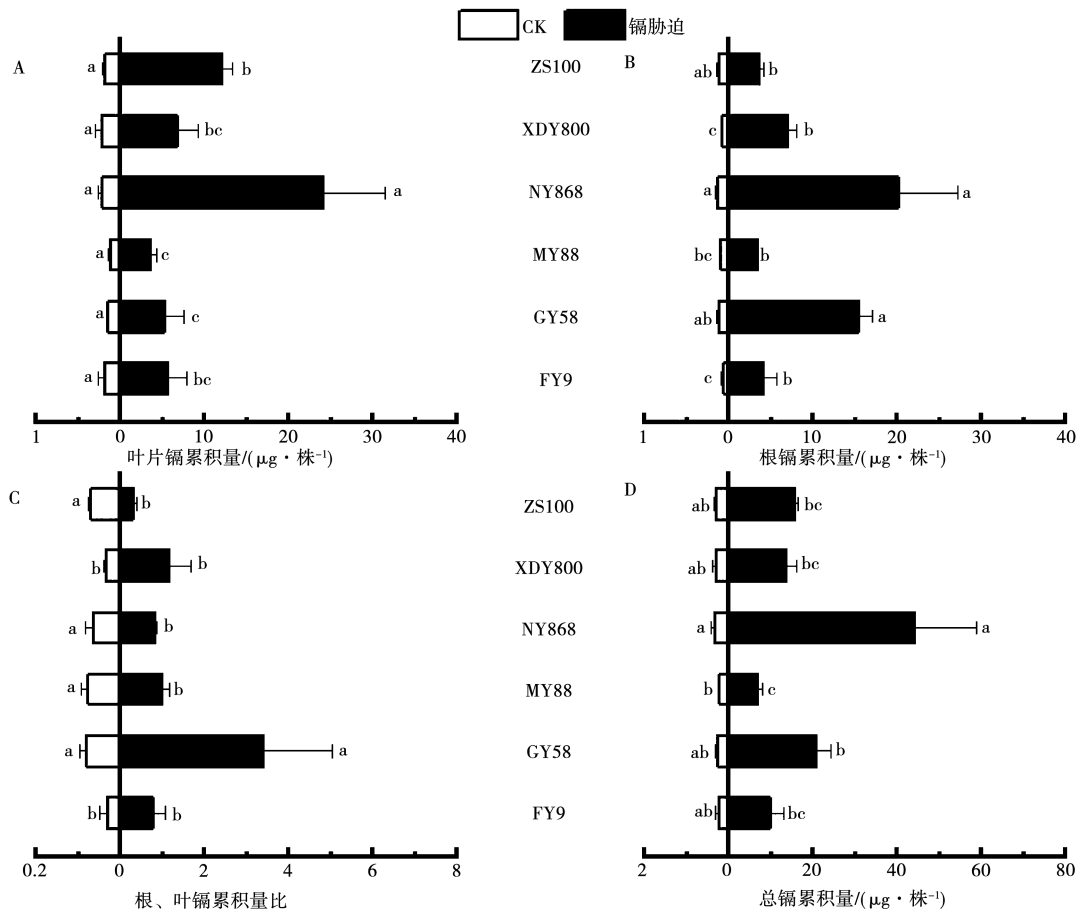 CK 镉胁迫
A a b ZS100 B ab b
a bc XDY800 c b
a a NY868 a a
a c MY88 bc b
a c GY58 ab a
a bc FY9 c b
1 0 10 20 30 40 1 0 10 20 30 40
叶片镉累积量/(μg·株⁻¹) 根镉累积量/(μg·株⁻¹)
C a b ZS100 D ab bc
b b XDY800 ab bc
a b NY868 a a
a b MY88 b c
a a GY58 ab b
b b FY9 ab bc
0.2 0 2 4 6 8 2 0 20 40 60 80
根、叶镉累积量比 总镉累积量/(μg·株⁻¹)